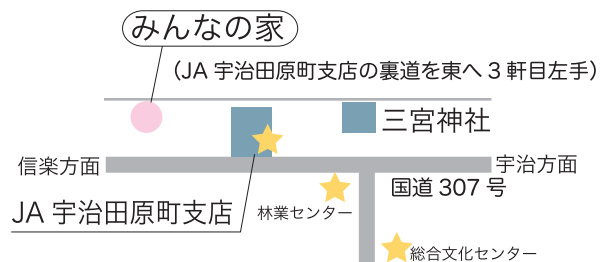 みんなの家
（JA 宇治田原町支店の裏道を東へ 3 軒目左手）
三宮神社
信楽方面
宇治方面
国道 307 号
JA 宇治田原町支店
林業センター
総合文化センター